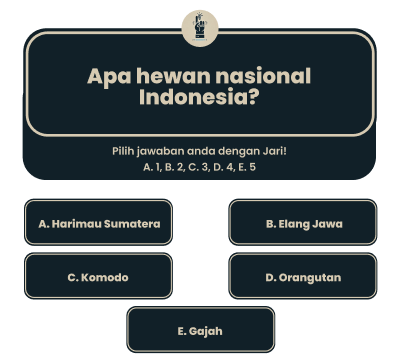 Apa hewan nasional
Indonesia?
Pilih jawaban anda dengan Jari!
A. 1, B. 2, C. 3, D. 4, E. 5
A. Harimau Sumatera
B. Elang Jawa
C. Komodo
D. Orangutan
E. Gajah